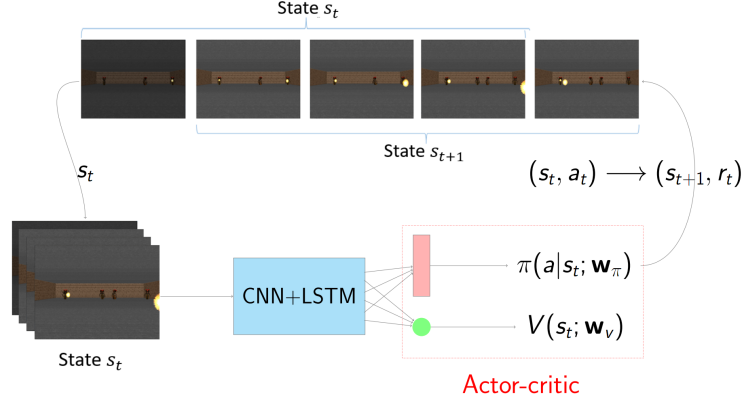 State s_t
State s_{t+1}
s_t
(s_t, a_t) ⟶ (s_{t+1}, r_t)
CNN+LSTM
π(a|s_t; w_π)
V(s_t; w_v)
State s_t
Actor-critic